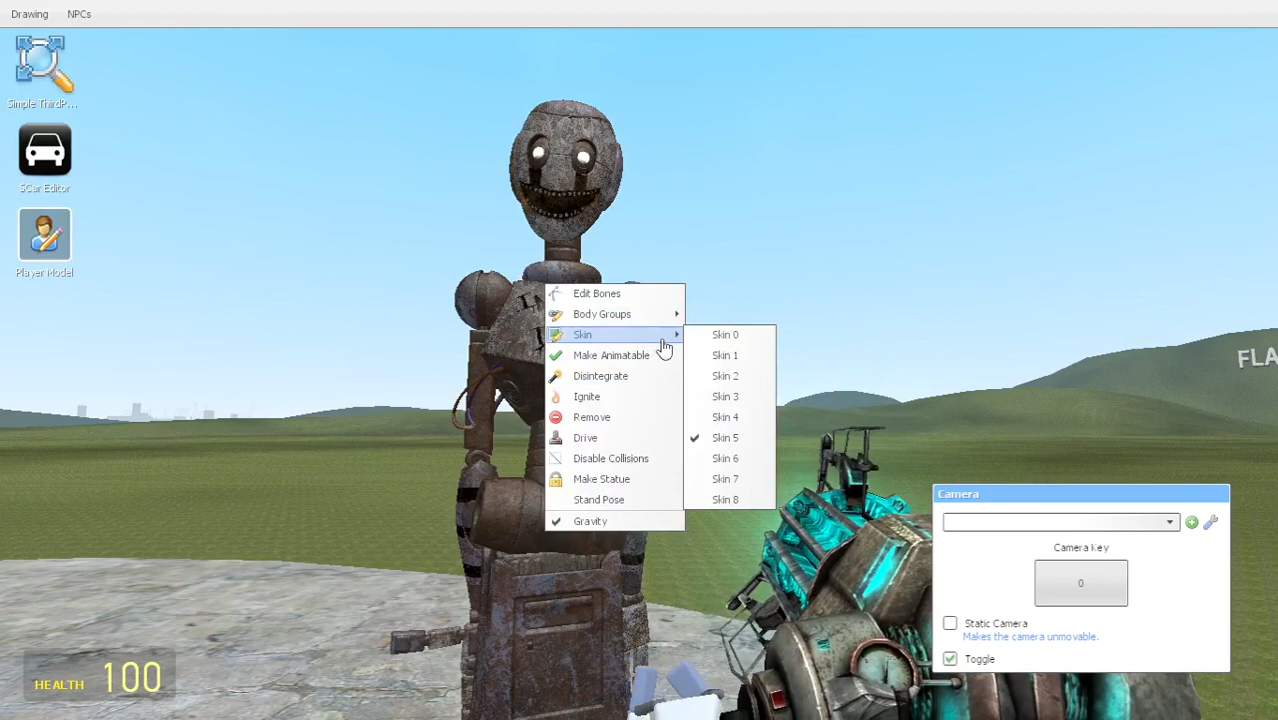 Drawing NPCs
Simple ThirdP...
SCar Editor
Player Model
Edit Bones
Body Groups
Skin
Make Animatable
Disintegrate
Ignite
Remove
Drive
Disable Collisions
Make Statue
Stand Pose
Gravity
Skin 0
Skin 1
Skin 2
Skin 3
Skin 4
Skin 5
Skin 6
Skin 7
Skin 8
FLA
Camera
Camera Key
0
Static Camera
Makes the camera unmovable.
Toggle
HEALTH 100